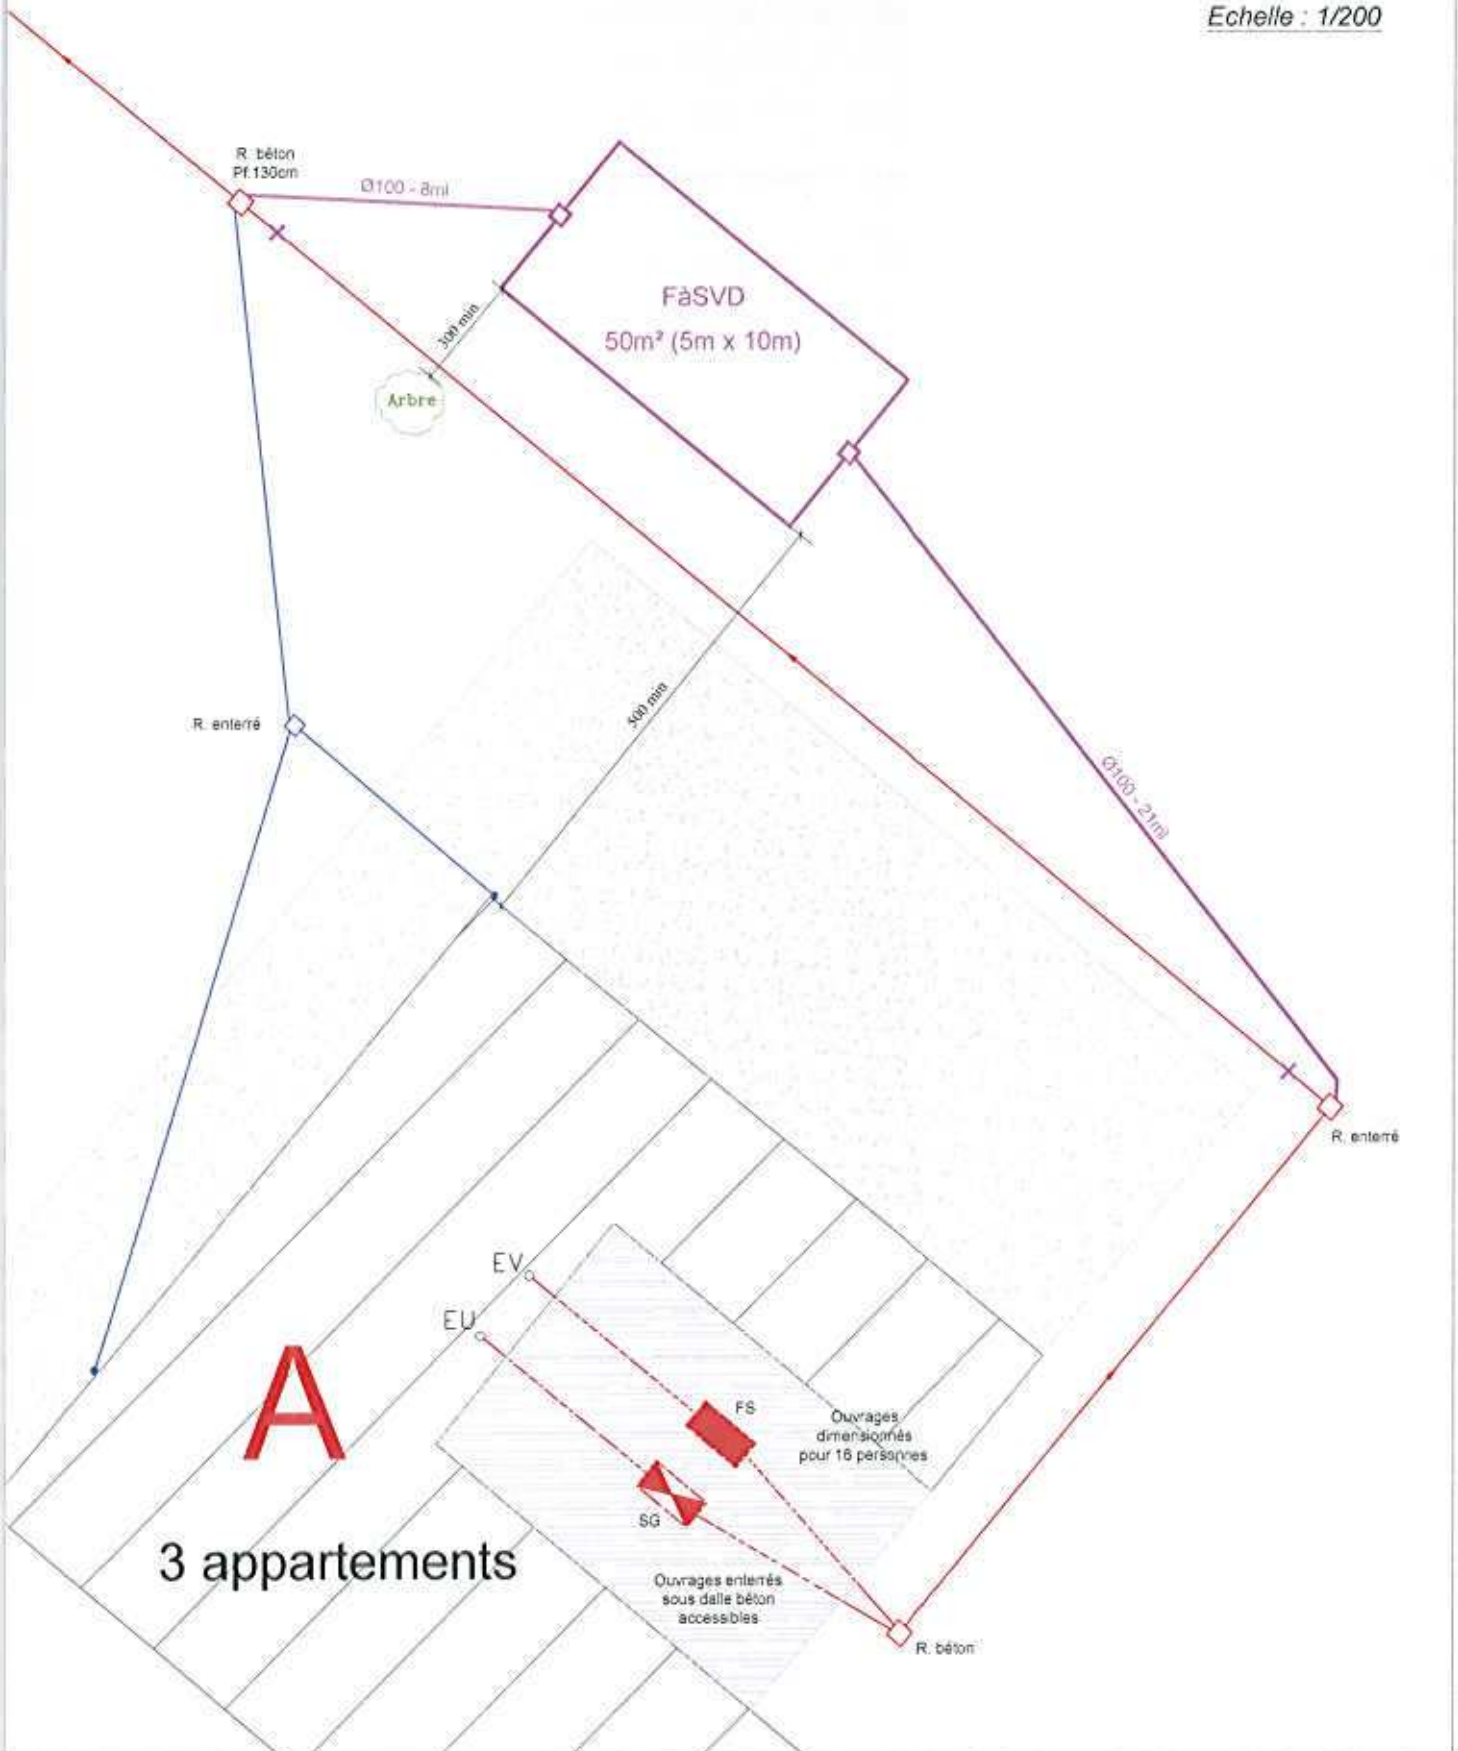 Echelle : 1/200
R. béton
Pf.130cm
Ø100 - 8ml
FàSVD
50m² (5m x 10m)
300 min
Arbre
R. enterré
500 min
Ø100 - 21ml
R. enterré
EV
EU
A
FS
Ouvrages
dimensionnés
pour 16 personnes
SG
3 appartements
Ouvrages enterrés
sous dalle béton
accessibles
R. béton